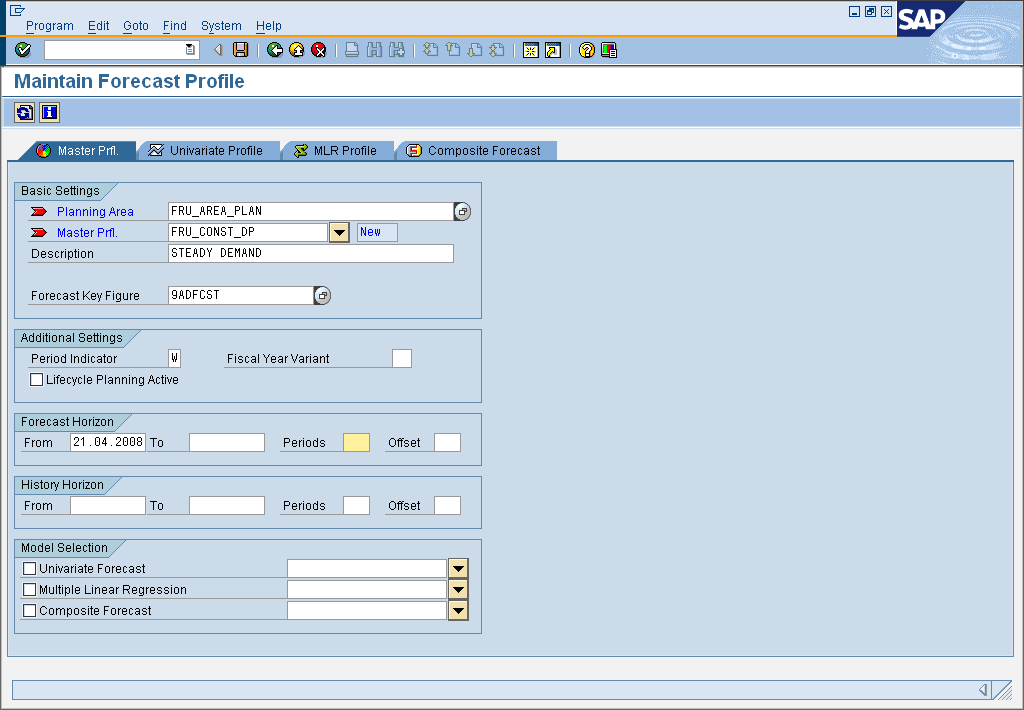 Program Edit Goto Find System Help
SAP
Maintain Forecast Profile
Master Prfl. Univariate Profile MLR Profile Composite Forecast
Basic Settings
Planning Area FRU_AREA_PLAN
Master Prfl. FRU_CONST_DP New
Description STEADY DEMAND
Forecast Key Figure 9ADFCST
Additional Settings
Period Indicator W Fiscal Year Variant
Lifecycle Planning Active
Forecast Horizon
From 21.04.2008 To Periods Offset
History Horizon
From To Periods Offset
Model Selection
Univariate Forecast
Multiple Linear Regression
Composite Forecast